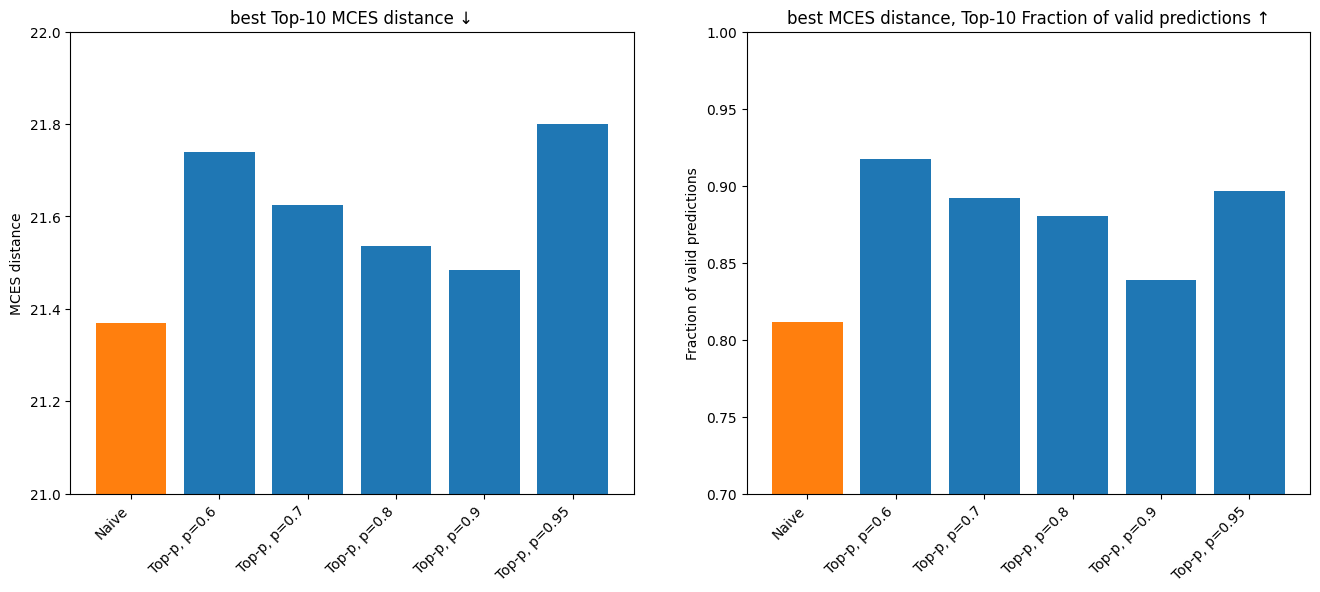 best Top-10 MCES distance ↓
MCES distance
22.0
21.8
21.6
21.4
21.2
21.0
Naive
Top-p, p=0.6
Top-p, p=0.7
Top-p, p=0.8
Top-p, p=0.9
Top-p, p=0.95
best MCES distance, Top-10 Fraction of valid predictions ↑
Fraction of valid predictions
1.00
0.95
0.90
0.85
0.80
0.75
0.70
Naive
Top-p, p=0.6
Top-p, p=0.7
Top-p, p=0.8
Top-p, p=0.9
Top-p, p=0.95